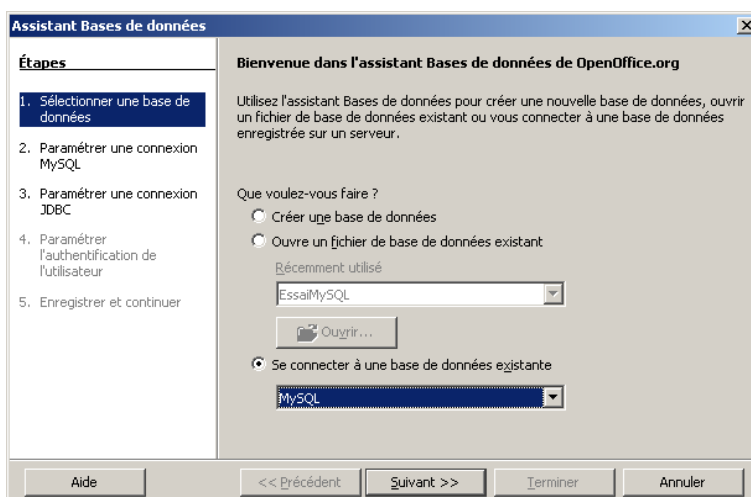 Assistant Bases de données
Étapes
1. Sélectionner une base de
données
2. Paramétrer une connexion
MySQL
3. Paramétrer une connexion
JDBC
4. Paramétrer
l'authentification de
l'utilisateur
5. Enregistrer et continuer
Bienvenue dans l'assistant Bases de données de OpenOffice.org
Utilisez l'assistant Bases de données pour créer une nouvelle base de données, ouvrir
un fichier de base de données existant ou vous connecter à une base de données
enregistrée sur un serveur.
Que voulez-vous faire ?
Créer une base de données
Ouvre un fichier de base de données existant
Récemment utilisé
EssaiMySQL
Ouvrir...
Se connecter à une base de données existante
MySQL
Aide
<< Précédent
Suivant >>
Terminer
Annuler